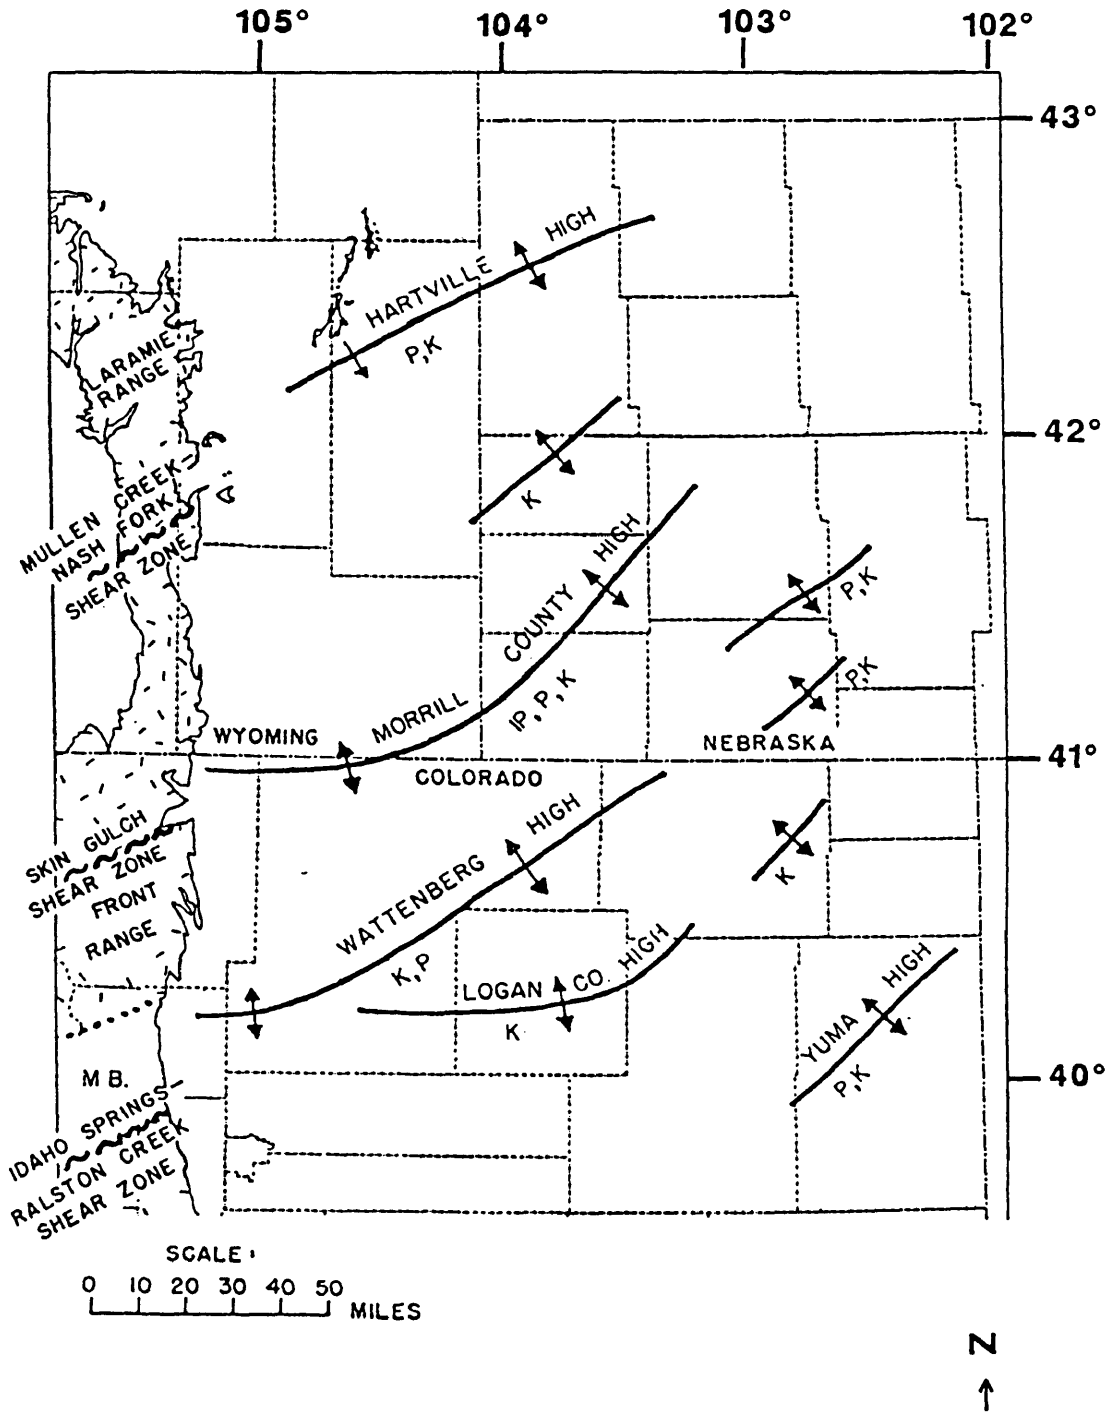 105° 104° 103° 102°
43°
HARTVILLE HIGH
P,K
LARAMIE
RANGE
42°
K
MULLEN CREEK
NASH FORK
SHEAR ZONE
MORRILL COUNTY HIGH
IP, P, K
P,K
P,K
WYOMING
NEBRASKA
COLORADO
41°
SKIN GULCH
SHEAR ZONE
FRONT
RANGE
WATTENBERG HIGH
K,P
K
LOGAN CO. HIGH
K
YUMA HIGH
P,K
40°
M B.
IDAHO SPRINGS
RALSTON CREEK
SHEAR ZONE
SCALE:
0 10 20 30 40 50
MILES
N